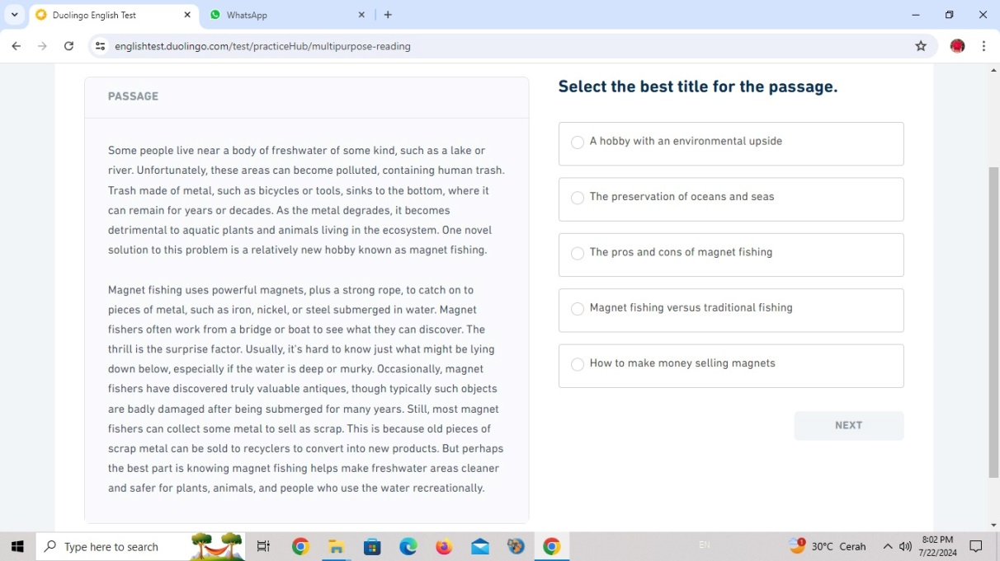 Duolingo English Test
WhatsApp
englishtest.duolingo.com/test/practiceHub/multipurpose-reading
PASSAGE
Some people live near a body of freshwater of some kind, such as a lake or
river. Unfortunately, these areas can become polluted, containing human trash.
Trash made of metal, such as bicycles or tools, sinks to the bottom, where it
can remain for years or decades. As the metal degrades, it becomes
detrimental to aquatic plants and animals living in the ecosystem. One novel
solution to this problem is a relatively new hobby known as magnet fishing.
Magnet fishing uses powerful magnets, plus a strong rope, to catch on to
pieces of metal, such as iron, nickel, or steel submerged in water. Magnet
fishers often work from a bridge or boat to see what they can discover. The
thrill is the surprise factor. Usually, it's hard to know just what might be lying
down below, especially if the water is deep or murky. Occasionally, magnet
fishers have discovered truly valuable antiques, though typically such objects
are badly damaged after being submerged for many years. Still, most magnet
fishers can collect some metal to sell as scrap. This is because old pieces of
scrap metal can be sold to recyclers to convert into new products. But perhaps
the best part is knowing magnet fishing helps make freshwater areas cleaner
and safer for plants, animals, and people who use the water recreationally.
Select the best title for the passage.
A hobby with an environmental upside
The preservation of oceans and seas
The pros and cons of magnet fishing
Magnet fishing versus traditional fishing
How to make money selling magnets
NEXT
Type here to search
EN
1
30°C Cerah
8:02 PM
7/22/2024